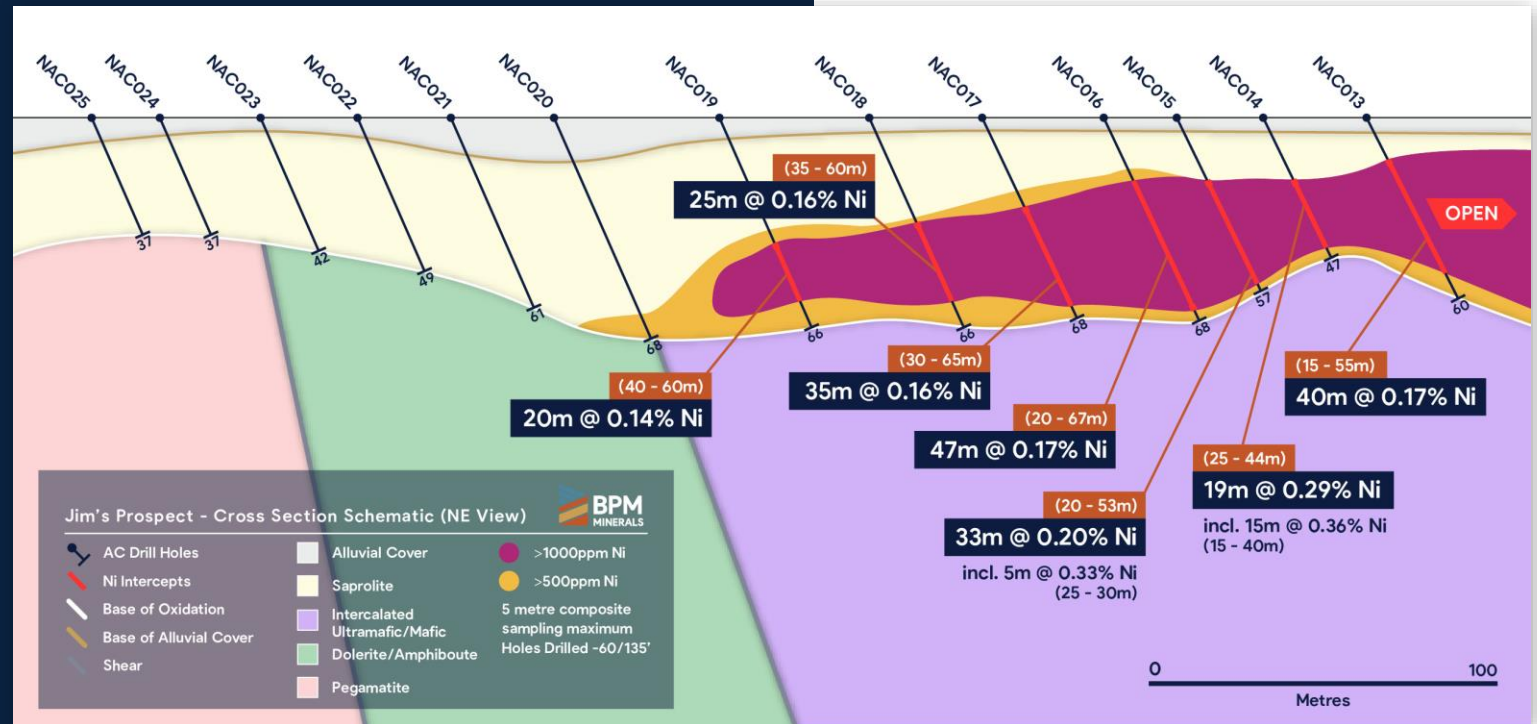 NAC025
NAC024
NAC023
NAC022
NAC021
NAC020
NAC019
NAC018
NAC017
NAC016
NAC015
NAC014
NAC013
(35 - 60m)
25m @ 0.16% Ni
OPEN
37
37
42
49
61
68
66
66
68
68
57
47
60
(40 - 60m)
20m @ 0.14% Ni
(30 - 65m)
35m @ 0.16% Ni
(20 - 67m)
47m @ 0.17% Ni
(20 - 53m)
33m @ 0.20% Ni
incl. 5m @ 0.33% Ni
(25 - 30m)
(25 - 44m)
19m @ 0.29% Ni
incl. 15m @ 0.36% Ni
(15 - 40m)
(15 - 55m)
40m @ 0.17% Ni
Jim's Prospect - Cross Section Schematic (NE View)
BPM
MINERALS
AC Drill Holes
Ni Intercepts
Base of Oxidation
Base of Alluvial Cover
Shear
Alluvial Cover
Saprolite
Intercalated
Ultramafic/Mafic
Dolerite/Amphiboute
Pegamatite
>1000ppm Ni
>500ppm Ni
5 metre composite
sampling maximum
Holes Drilled -60/135'
0
100
Metres